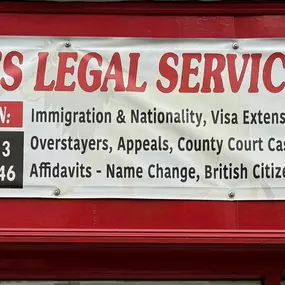 S LEGAL SERVIC
N: Immigration & Nationality, Visa Extens
3 Overstayers, Appeals, County Court Cas
46 Affidavits - Name Change, British Citize